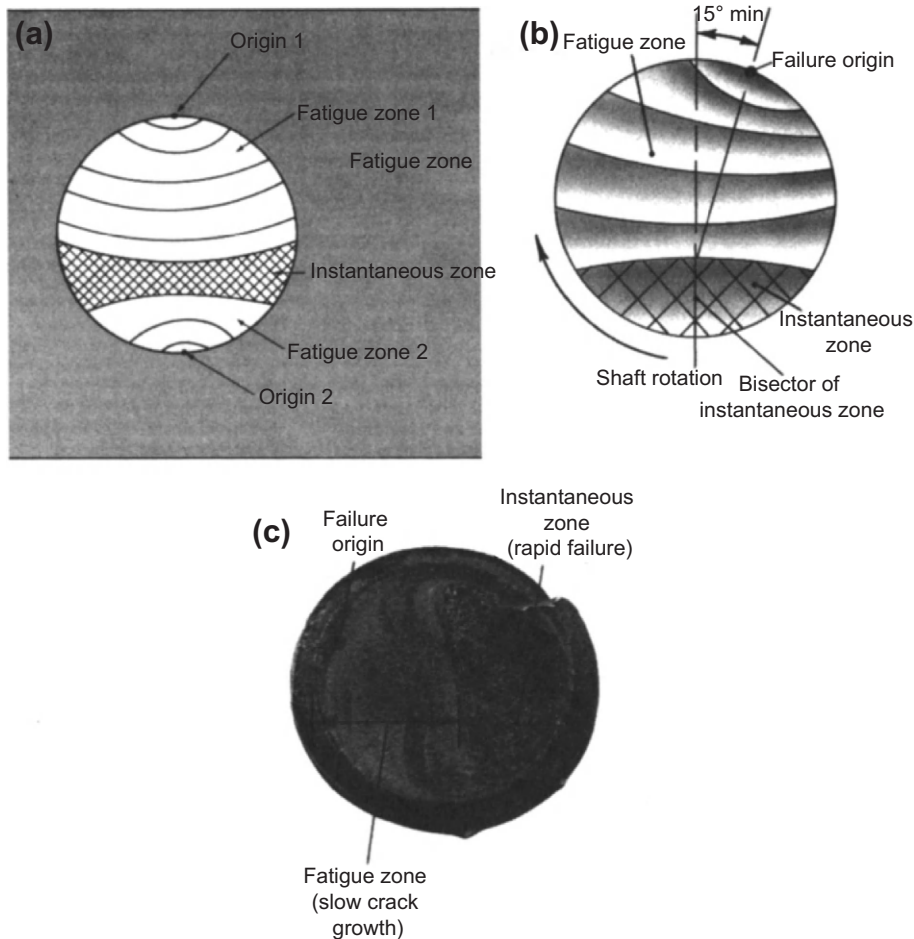 (a)
Origin 1
Fatigue zone 1
Fatigue zone
Instantaneous zone
Fatigue zone 2
Origin 2
(b)
15° min
Fatigue zone
Failure origin
Instantaneous
zone
Shaft rotation
Bisector of
instantaneous zone
(c)
Failure
origin
Instantaneous
zone
(rapid failure)
Fatigue zone
(slow crack
growth)